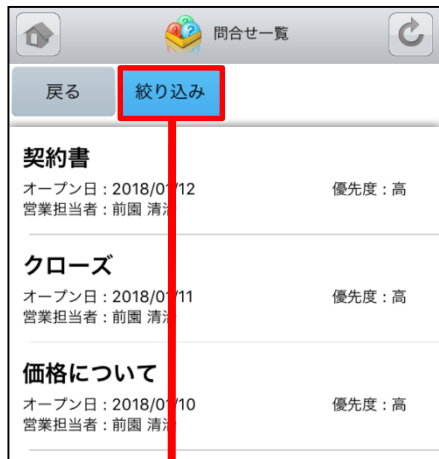 問合せ一覧
戻る
絞り込み
契約書
オープン日：2018/01/12 優先度：高
営業担当者：前園 清
クローズ
オープン日：2018/01/11 優先度：高
営業担当者：前園 清
価格について
オープン日：2018/01/10 優先度：高
営業担当者：前園 清